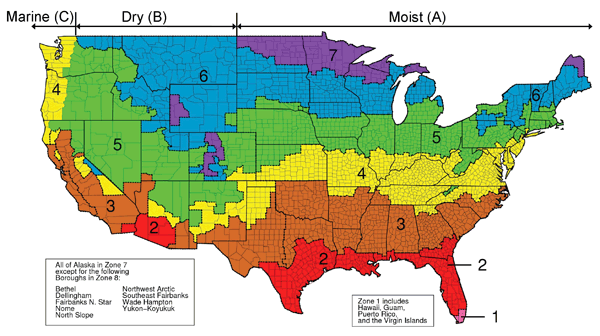 Marine (C) Dry (B) Moist (A)
7
6
6
4
5
5
4
3
3
2
2
2
1
All of Alaska in Zone 7
except for the following
Boroughs in Zone 8:
Bethel Northwest Arctic
Dellingham Southeast Fairbanks
Fairbanks N. Star Wade Hampton
Nome Yukon-Koyukuk
North Slope
Zone 1 includes
Hawaii, Guam,
Puerto Rico,
and the Virgin Islands